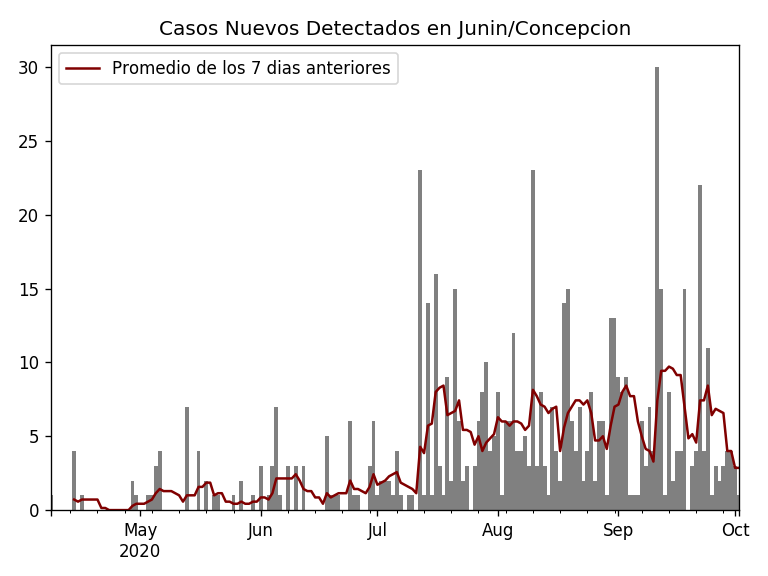 Casos Nuevos Detectados en Junin/Concepcion
Promedio de los 7 dias anteriores
30
25
20
15
10
5
0
May Jun Jul Aug Sep Oct
2020